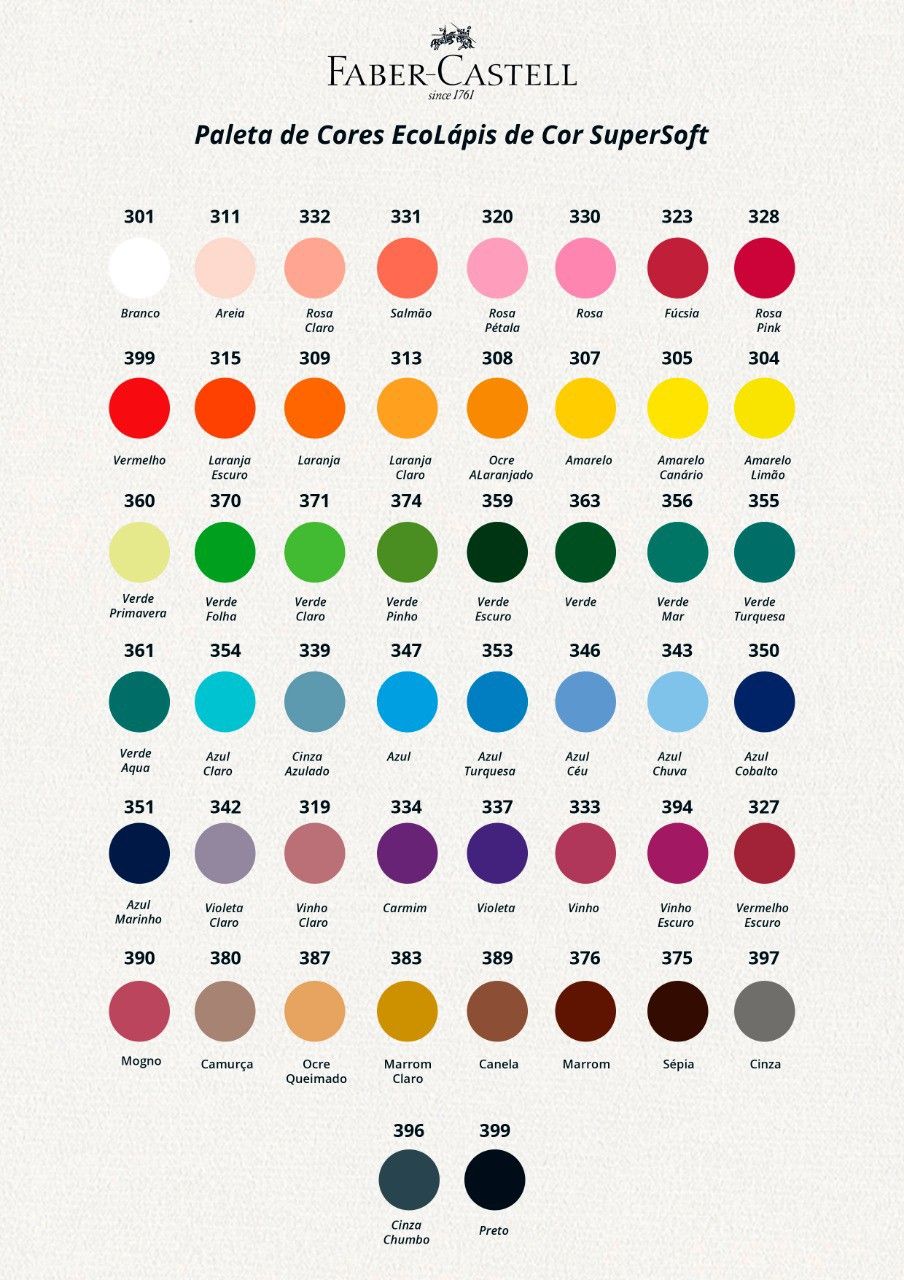 FABER-CASTELL
since 1761
Paleta de Cores EcoLápis de Cor SuperSoft
301 311 332 331 320 330 323 328
Branco Areia Rosa Salmão Rosa Rosa Fúcsia Rosa
Claro Pétala Pink
399 315 309 313 308 307 305 304
Vermelho Laranja Laranja Laranja Ocre Amarelo Amarelo Amarelo
Escuro Claro ALaranjado Canário Limão
360 370 371 374 359 363 356 355
Verde Verde Verde Verde Verde Verde Verde Verde
Primavera Folha Claro Pinho Escuro Mar Turquesa
361 354 339 347 353 346 343 350
Verde Azul Cinza Azul Azul Azul Azul Azul
Aqua Claro Azulado Turquesa Céu Chuva Cobalto
351 342 319 334 337 333 394 327
Azul Violeta Vinho Carmim Violeta Vinho Vinho Vermelho
Marinho Claro Claro Escuro Escuro
390 380 387 383 389 376 375 397
Mogno Camurça Ocre Marrom Canela Marrom Sépia Cinza
Queimado Claro
396 399
Cinza Preto
Chumbo